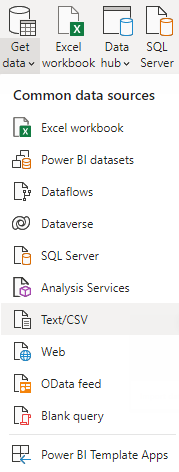 Get Excel Data SQL
data workbook hub Server
Common data sources
Excel workbook
Power BI datasets
Dataflows
Dataverse
SQL Server
Analysis Services
Text/CSV
Web
OData feed
Blank query
Power BI Template Apps